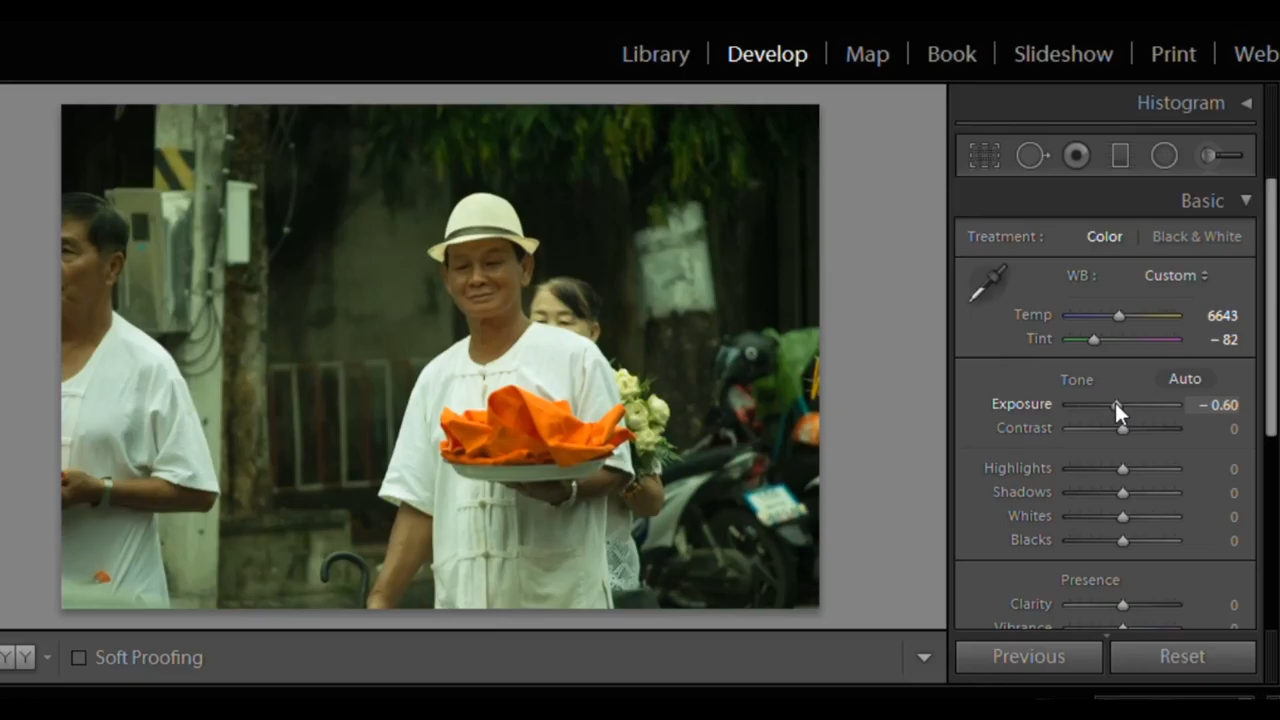 Library | Develop | Map | Book | Slideshow | Print | Web
Histogram
Basic
Treatment : Color | Black & White
WB : Custom
Temp 6643
Tint – 82
Tone Auto
Exposure – 0.60
Contrast 0
Highlights 0
Shadows 0
Whites 0
Blacks 0
Presence
Clarity 0
Vibrance 0
Y Y Soft Proofing
Previous Reset